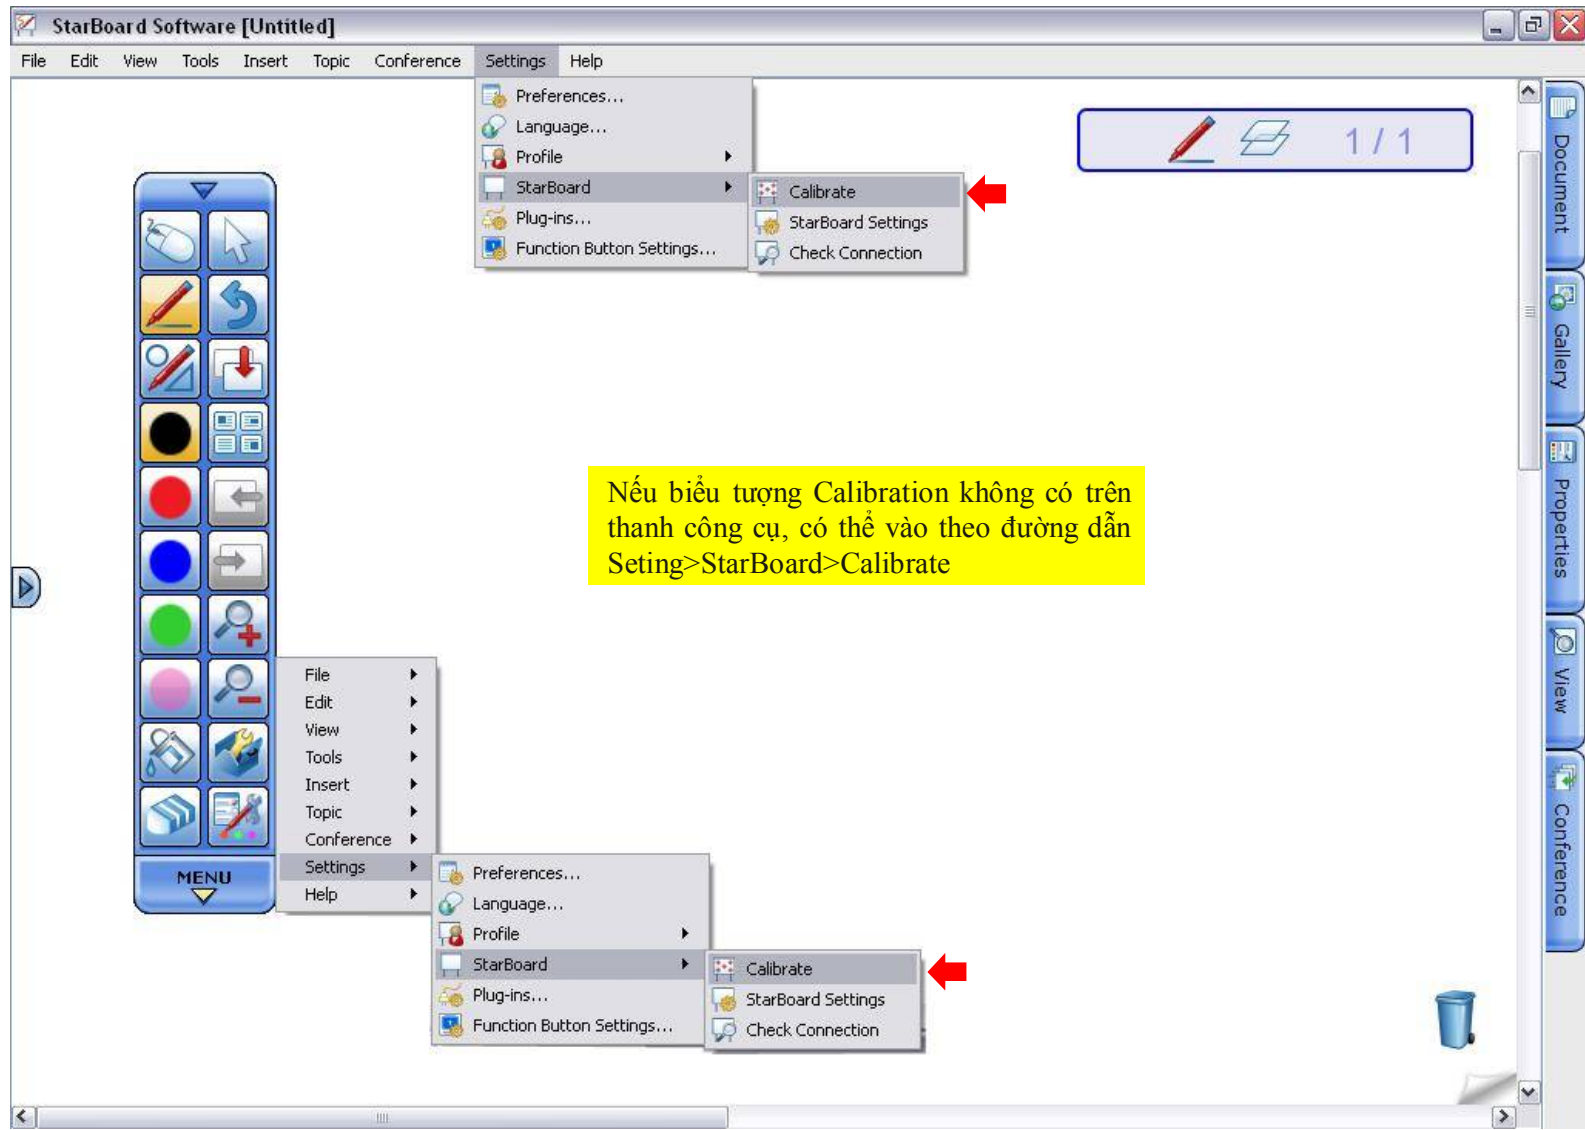 StarBoard Software [Untitled]
File Edit View Tools Insert Topic Conference Settings Help
Preferences...
Language...
Profile
StarBoard
Plug-ins...
Function Button Settings...
Calibrate
StarBoard Settings
Check Connection
1 / 1
Document
Gallery
Properties
View
Conference
Nếu biểu tượng Calibration không có trên
thanh công cụ, có thể vào theo đường dẫn
Seting>StarBoard>Calibrate
MENU
File
Edit
View
Tools
Insert
Topic
Conference
Settings
Help
Preferences...
Language...
Profile
StarBoard
Plug-ins...
Function Button Settings...
Calibrate
StarBoard Settings
Check Connection